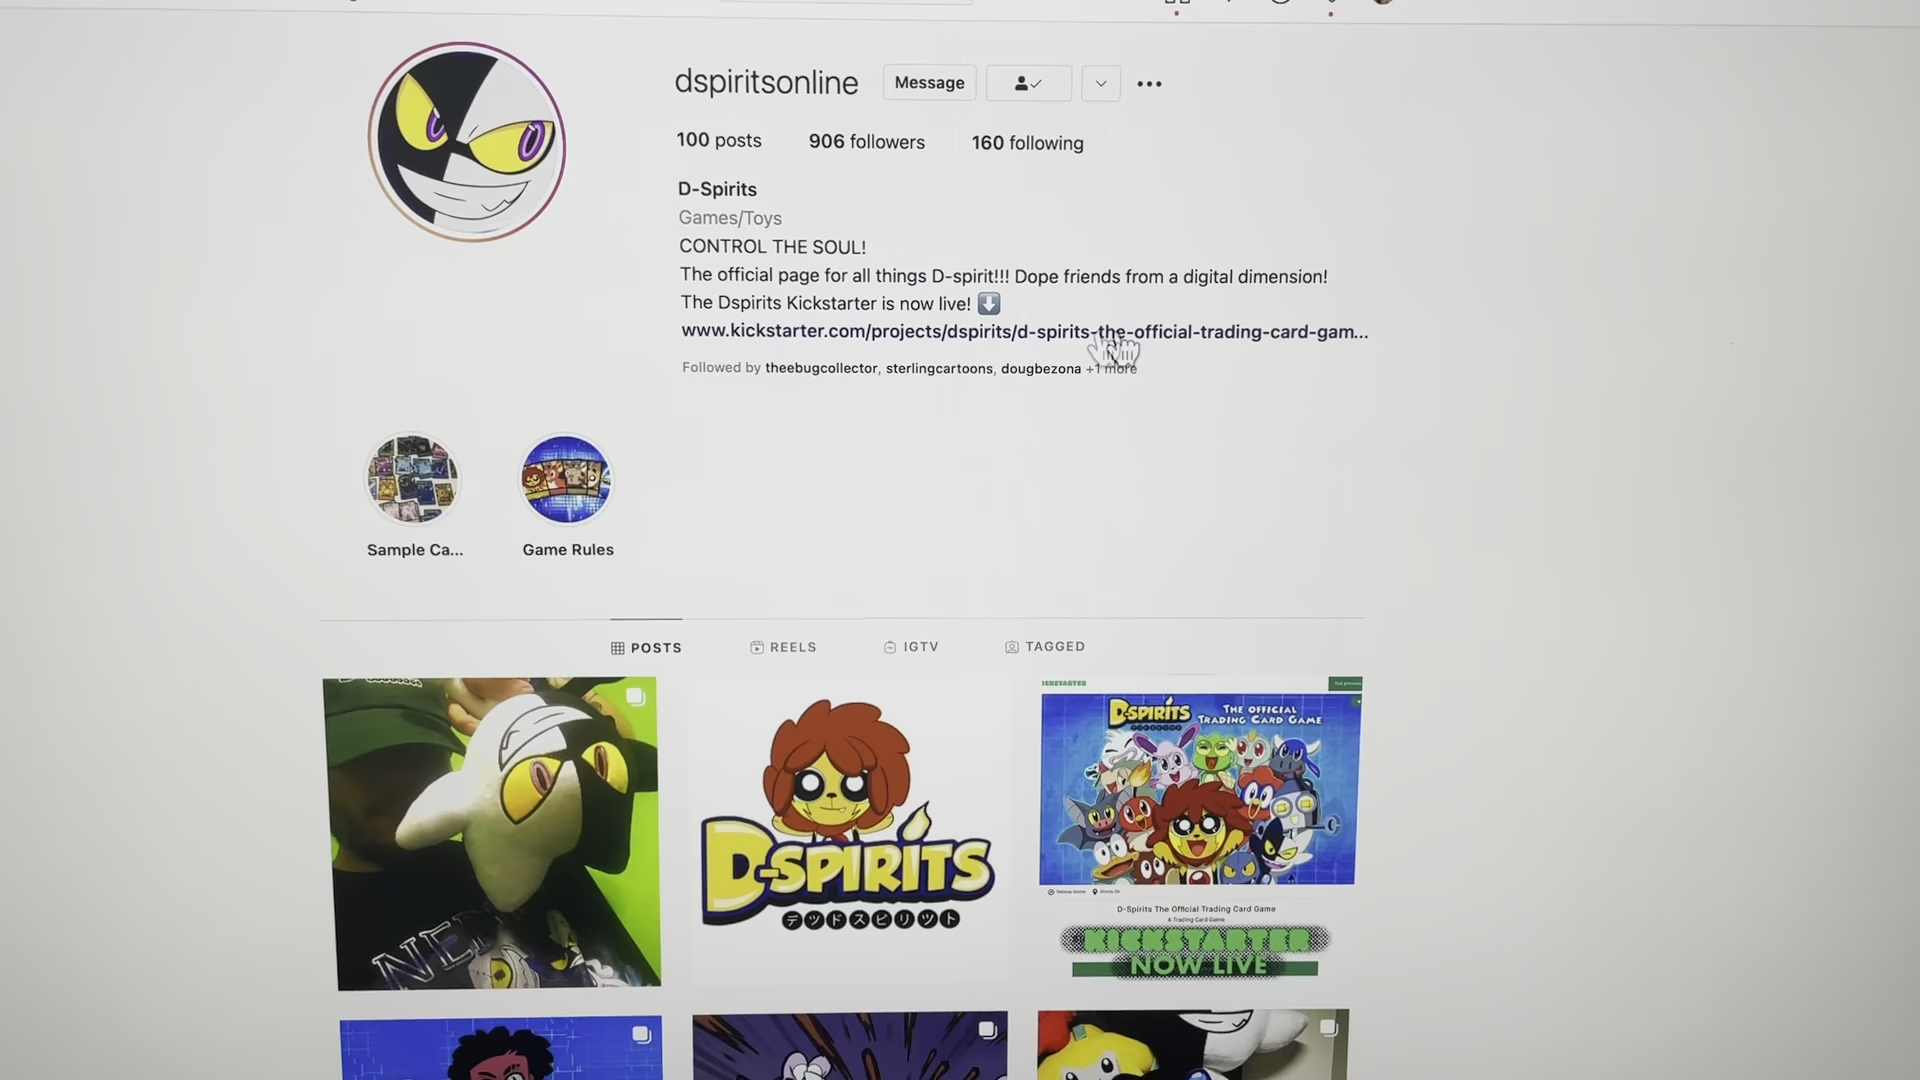 dspiritsonline Message
100 posts 906 followers 160 following
D-Spirits
Games/Toys
CONTROL THE SOUL!
The official page for all things D-spirit!!! Dope friends from a digital dimension!
The Dspirits Kickstarter is now live!
www.kickstarter.com/projects/dspirits/d-spirits-the-official-trading-card-gam...
Followed by theebugcollector, sterlingcartoons, dougbezona +1 more
Sample Ca... Game Rules
POSTS REELS IGTV TAGGED
NEW
D-SPIRITS
デッドスピリット
KICKSTARTER
D-SPIRITS THE OFFICIAL
TRADING CARD GAME
D-Spirits The Official Trading Card Game
A Trading Card Game
KICKSTARTER
NOW LIVE